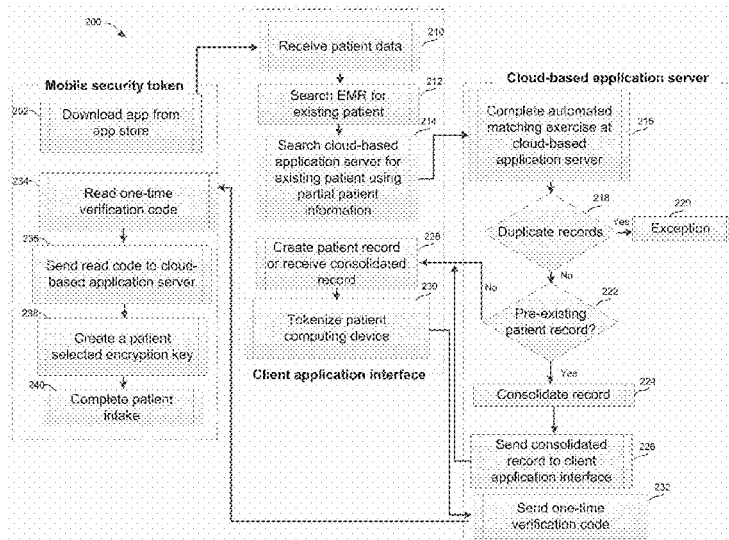 200
Mobile security token
202
Download app from
app store
234
Read one-time
verification code
236
Send read code to cloud-
based application server
238
Create a patient
selected encryption key
240
Complete patient
intake
210
Receive patient data
212
Search EMR for
existing patient
214
Search cloud-based
application server for
existing patient using
partial patient
information
228
Create patient record
or receive consolidated
record
230
Tokenize patient
computing device
Client application interface
Cloud-based application server
216
Complete automated
matching exercise at
cloud-based
application server
218
Duplicate records
Yes
220
Exception
No
222
Pre-existing
patient record?
No
Yes
224
Consolidate record
226
Send consolidated
record to client
application interface
232
Send one-time
verification code